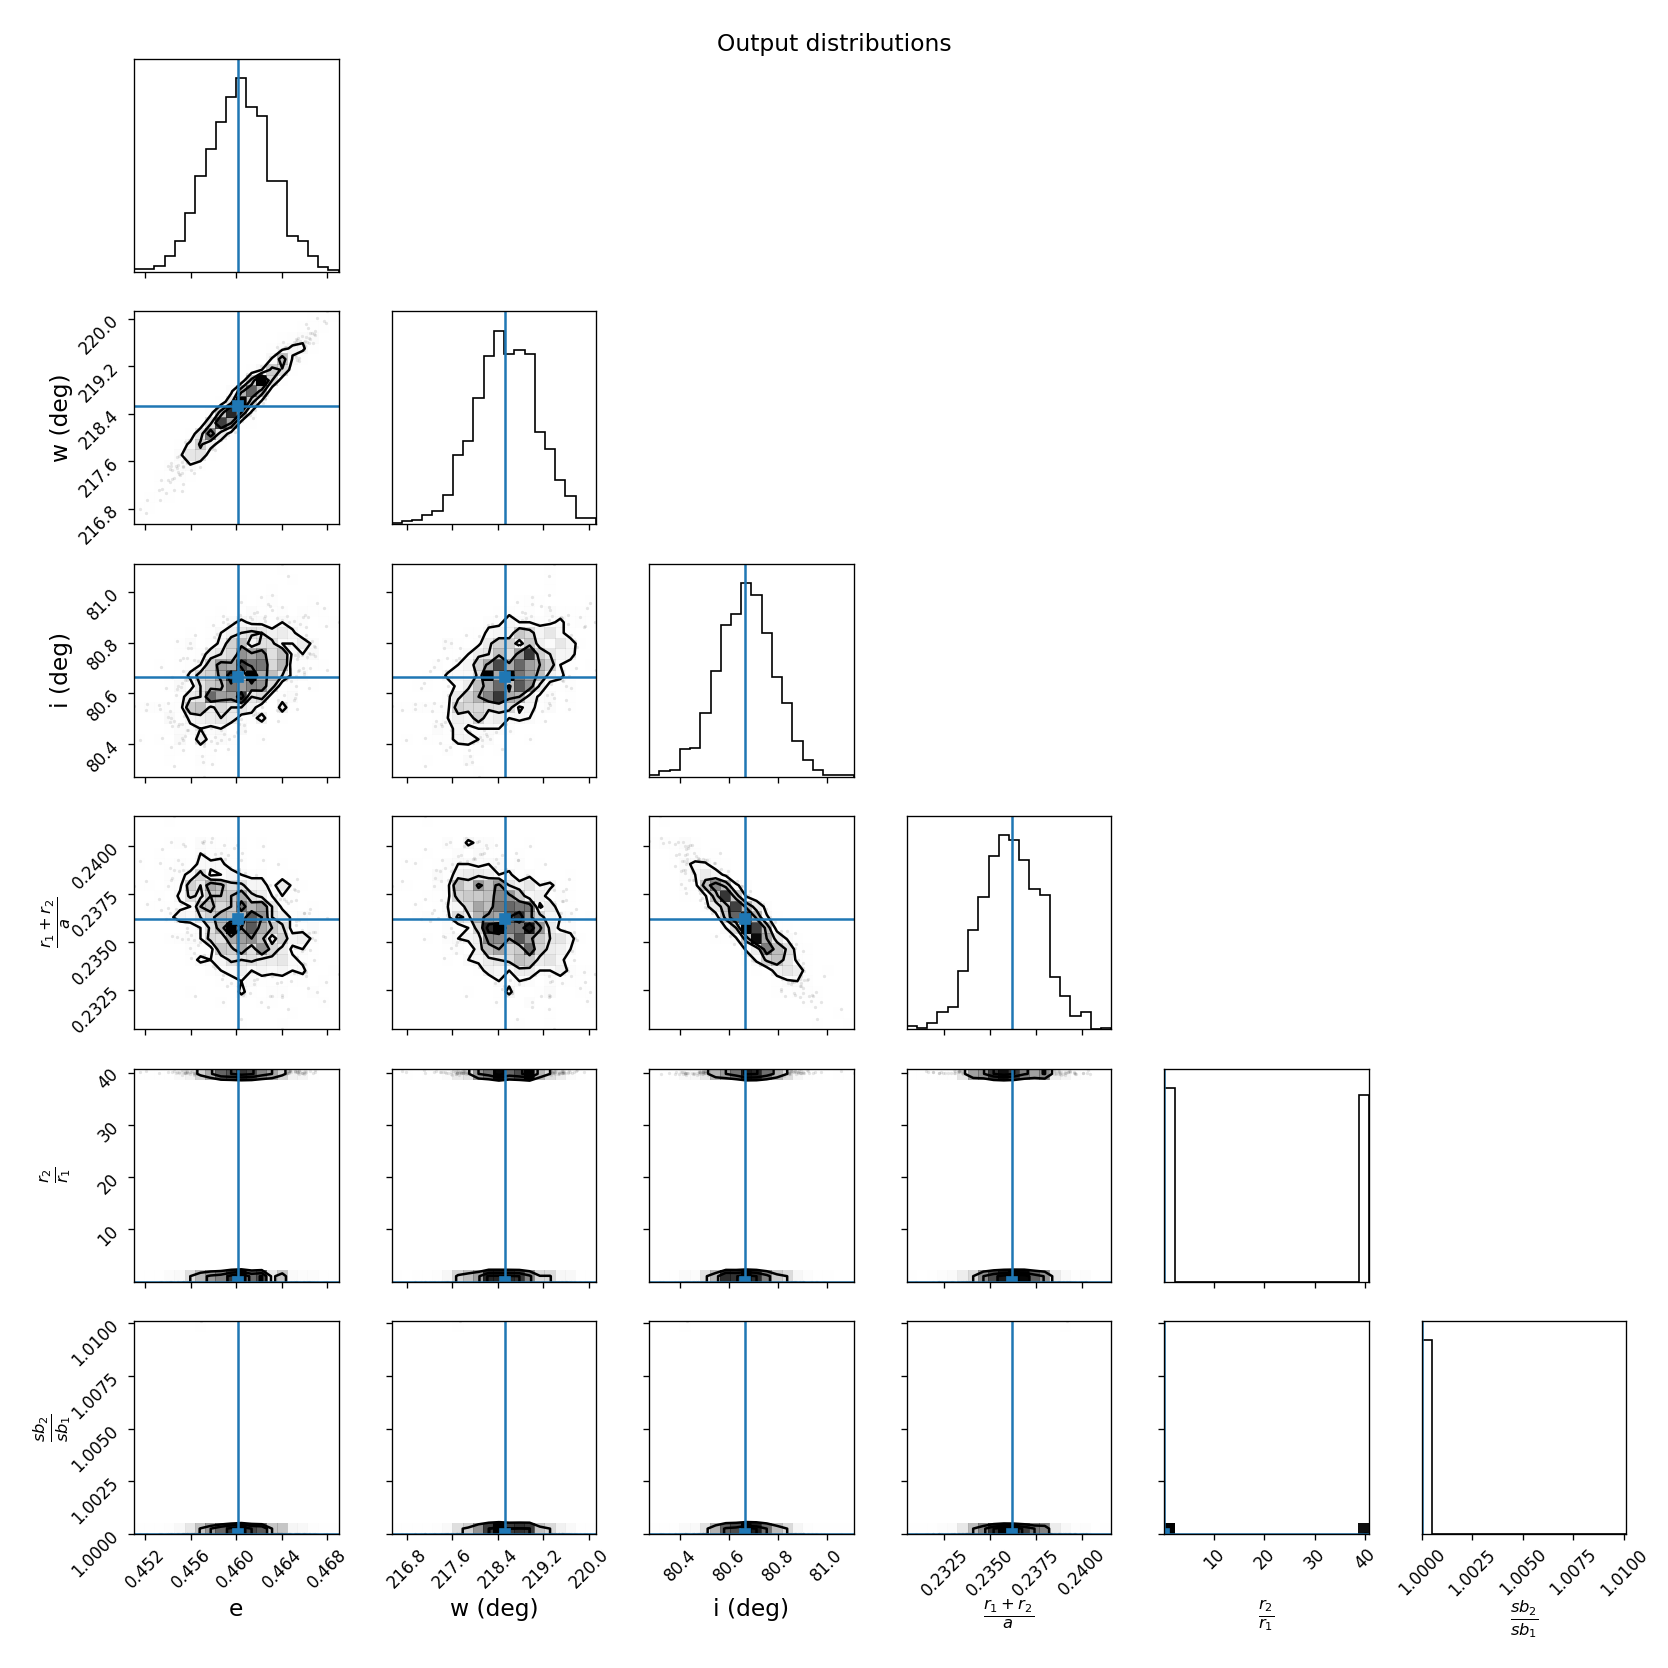 Output distributions
220.0
219.2
218.4
217.6
216.8
w (deg)
81.0
80.8
80.6
80.4
i (deg)
0.2400
0.2375
0.2350
0.2325
r₁ + r₂
a
40
30
20
10
r₂
r₁
1.0100
1.0075
1.0050
1.0025
1.0000
sb₂
sb₁
0.452 0.456 0.460 0.464 0.468
216.8 217.6 218.4 219.2 220.0
80.4 80.6 80.8 81.0
0.2325 0.2350 0.2375 0.2400
10 20 30 40
1.0000 1.0025 1.0050 1.0075 1.0100
e
w (deg)
i (deg)
r₁ + r₂
a
r₂
r₁
sb₂
sb₁